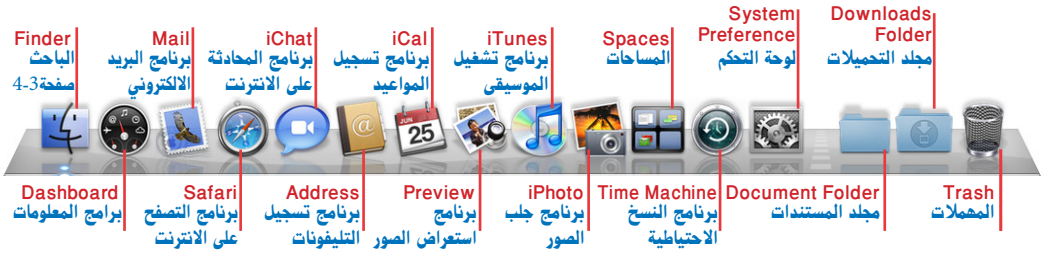 Finder
الباحث
صفحة3-4
Mail
برنامج البريد
الالكتروني
iChat
برنامج المحادثة
على الانترنت
iCal
برنامج تسجيل
المواعيد
iTunes
برنامج تشغيل
الموسيقى
Spaces
المساحات
System
Preference
لوحة التحكم
Downloads
Folder
مجلد التحميلات
JUN
25
@
Dashboard
برامج المعلومات
Safari
برنامج التصفح
على الانترنت
Address
برنامج تسجيل
التليفونات
Preview
برنامج
استعراض الصور
iPhoto
برنامج جلب
الصور
Time Machine
برنامج النسخ
الاحتياطية
Document Folder
مجلد المستندات
Trash
المهملات